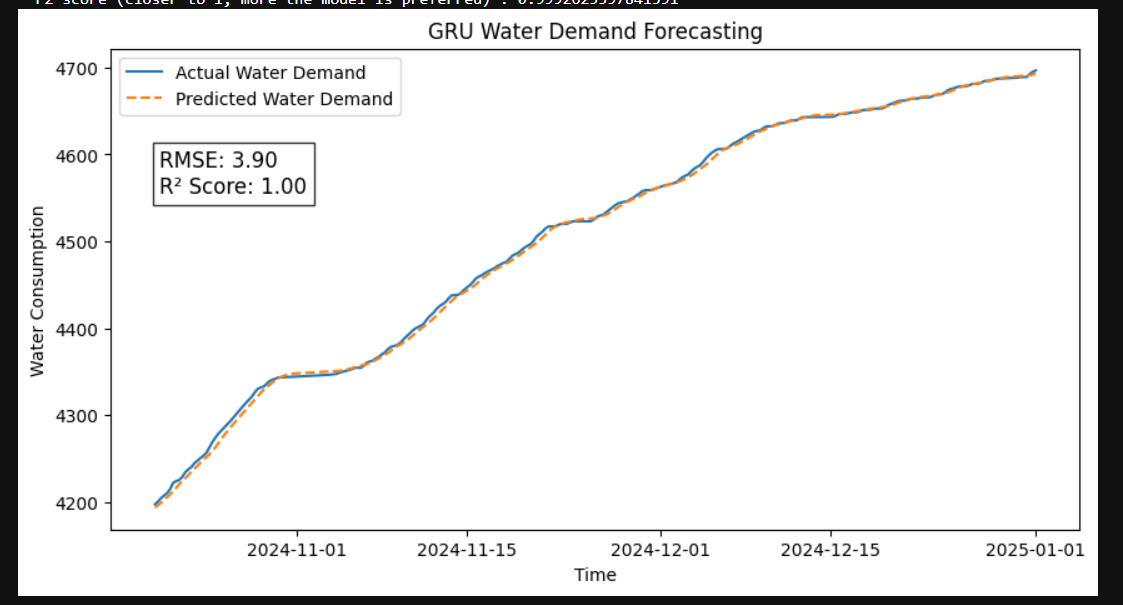 GRU Water Demand Forecasting
Actual Water Demand
Predicted Water Demand
RMSE: 3.90
R² Score: 1.00
4700
4600
4500
4400
4300
4200
Water Consumption
2024-11-01
2024-11-15
2024-12-01
2024-12-15
2025-01-01
Time